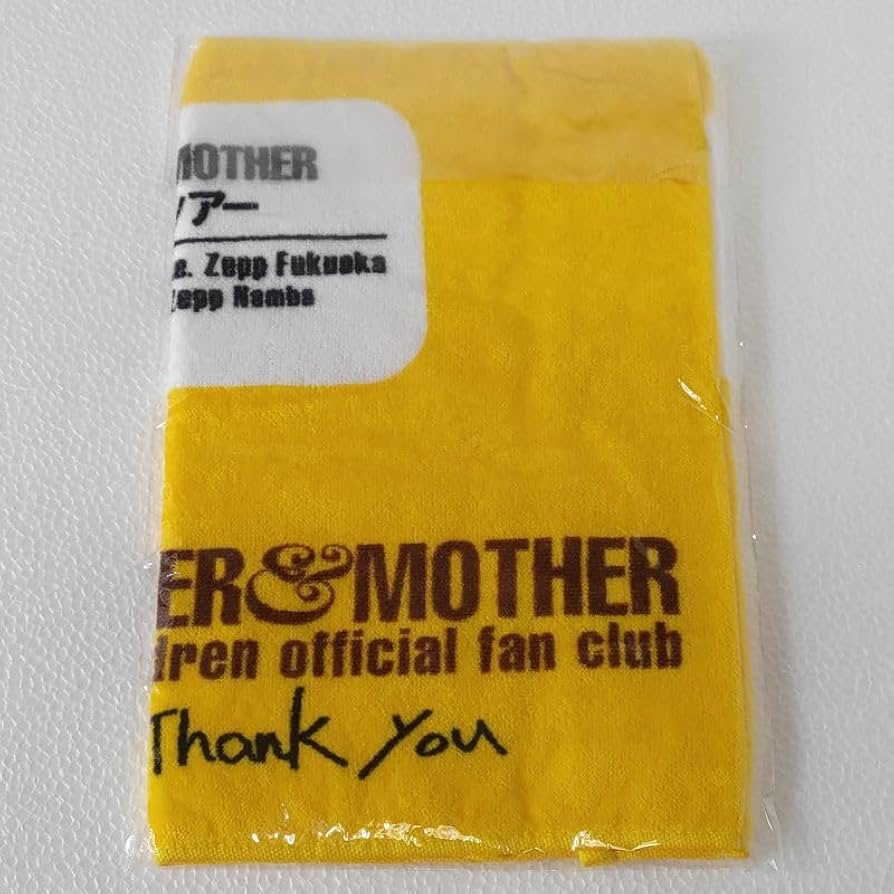 MOTHER
ツアー
e. Zepp Fukuoka
Zepp Namba
ER&MOTHER
dren official fan club
Thank You